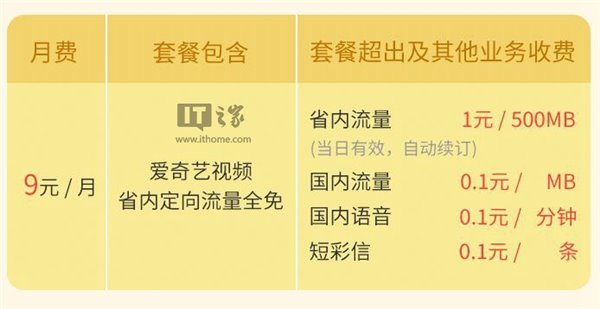 月费
套餐包含
套餐超出及其他业务收费
9元 / 月
IT之家
www.ithome.com
爱奇艺视频
省内定向流量全免
省内流量 1元 / 500MB
(当日有效，自动续订)
国内流量 0.1元 / MB
国内语音 0.1元 / 分钟
短彩信 0.1元 / 条